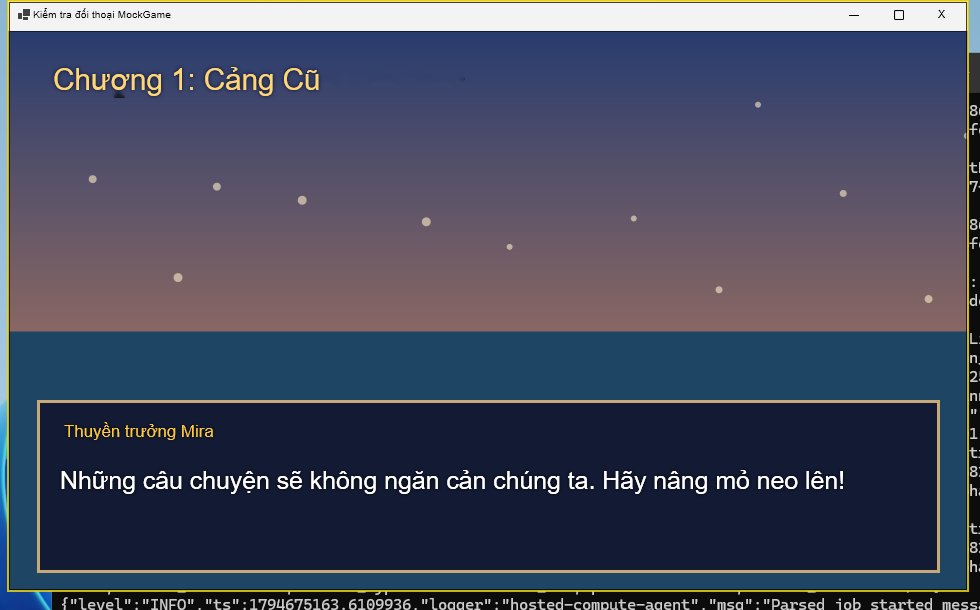 Kiểm tra đối thoại MockGame
Chương 1: Cảng Cũ
Thuyền trưởng Mira
Những câu chuyện sẽ không ngăn cản chúng ta. Hãy nâng mỏ neo lên!
{"level":"INFO","ts":1794675163.6109936,"logger":"hosted-compute-agent","msg":"Parsed job started me